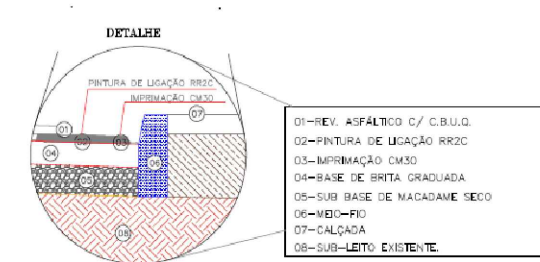 DETALHE
PINTURA DE LIGAÇÃO RR2C
IMPRIMAÇÃO CM30
07
01
02
03
04
06
05
08
01-REV. ASFÁLTICO C/ C.B.U.Q.
02-PINTURA DE LIGAÇÃO RR2C
03-IMPRIMAÇÃO CM30
04-BASE DE BRITA GRADUADA
05-SUB BASE DE MACADAME SECO
06-MEIO-FIO
07-CALÇADA
08-SUB-LEITO EXISTENTE.